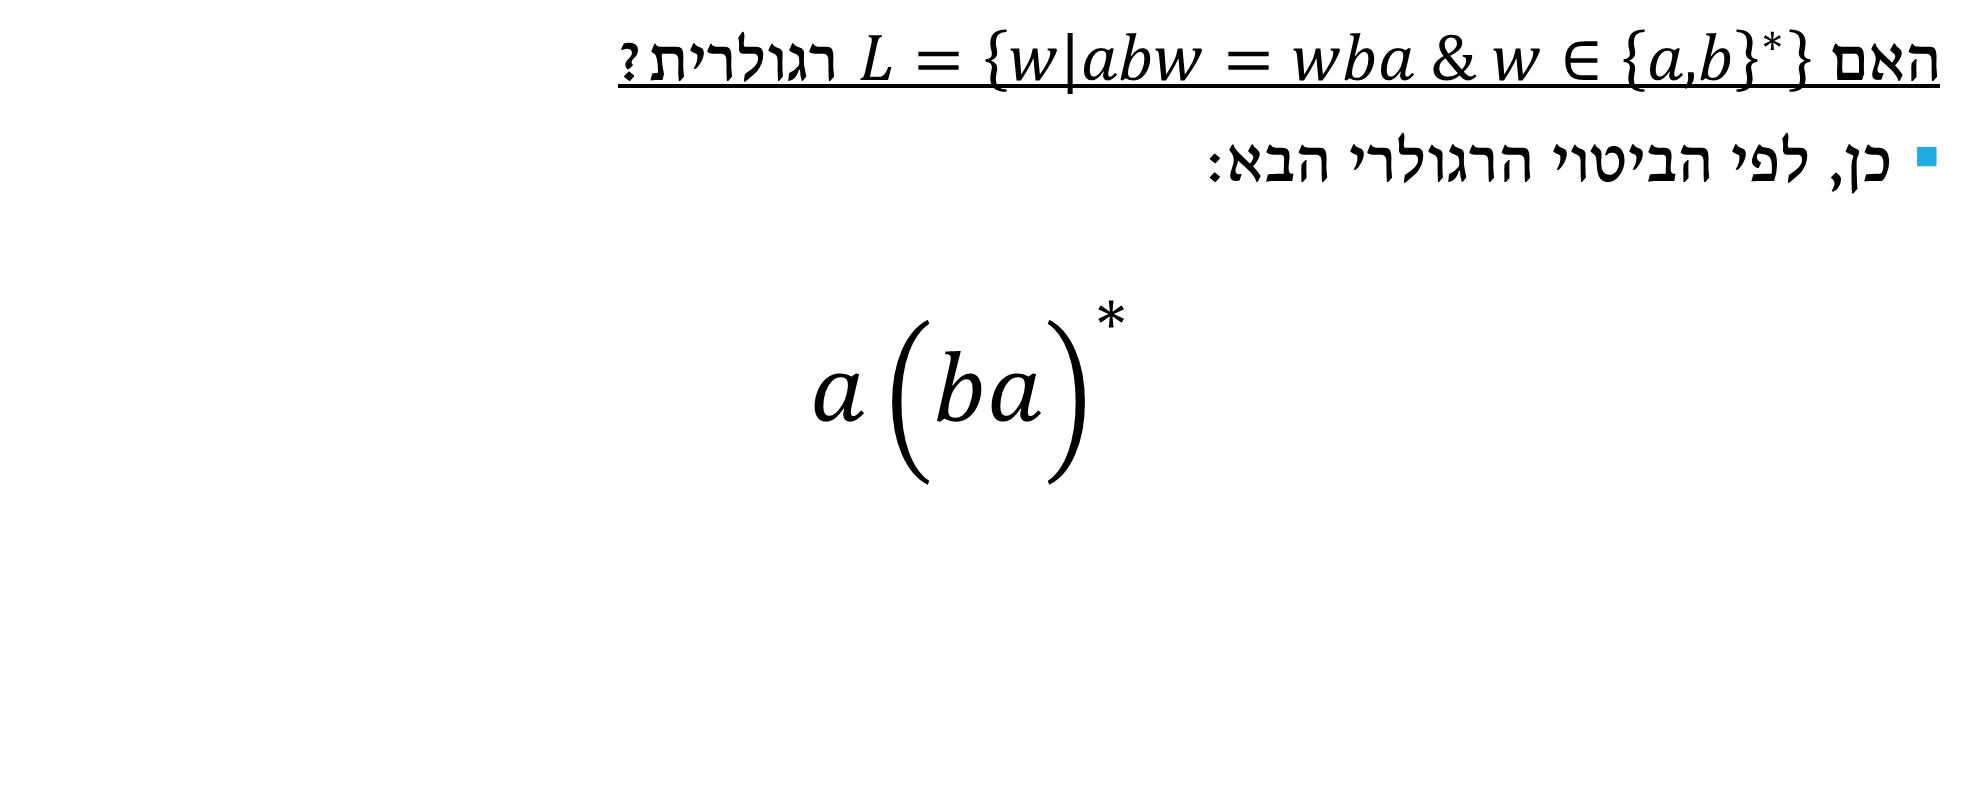 האם L = {w|abw = wba & w ∈ {a,b}*} רגולרית?
▪ כן, לפי הביטוי הרגולרי הבא:
a(ba)*